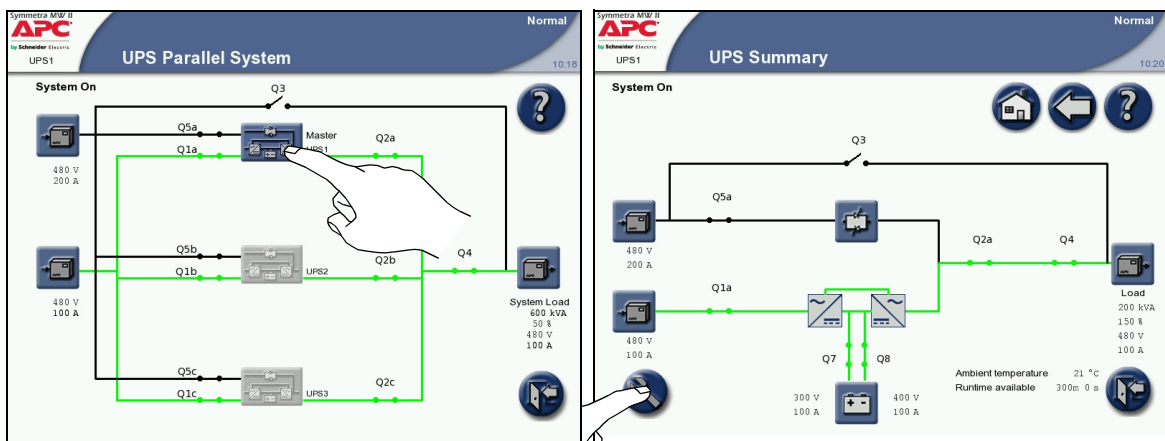 Symmetra MW II
APC
by Schneider Electric
UPS1
UPS Parallel System
Normal
10:18
System On
Q3
Q5a
Master
Q2a
Q1a
UPS1
480 V
200 A
Q5b
Q2b
Q4
Q1b
UPS2
480 V
100 A
System Load
600 kVA
50 %
480 V
100 A
Q5c
Q2c
Q1c
UPS3
Symmetra MW II
APC
by Schneider Electric
UPS1
UPS Summary
Normal
10:20
System On
?
Q3
Q5a
480 V
200 A
Q2a
Q4
Q1a
Load
200 kVA
150 %
480 V
100 A
480 V
100 A
Q7
Q8
Ambient temperature 21 °C
Runtime available 300m 0 s
300 V
100 A
400 V
100 A